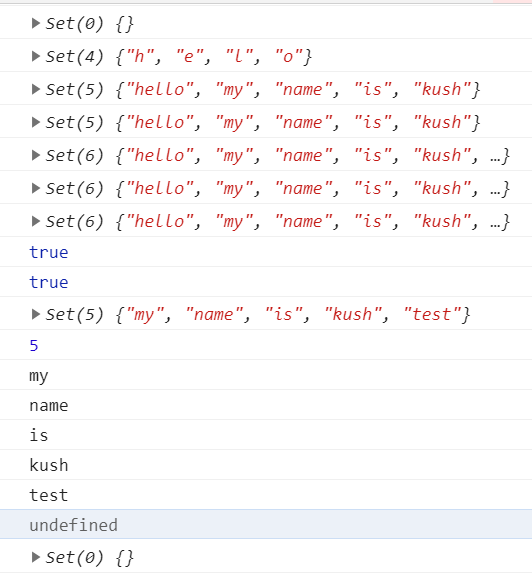 Set(0) {}
Set(4) {"h", "e", "l", "o"}
Set(5) {"hello", "my", "name", "is", "kush"}
Set(5) {"hello", "my", "name", "is", "kush"}
Set(6) {"hello", "my", "name", "is", "kush", …}
Set(6) {"hello", "my", "name", "is", "kush", …}
Set(6) {"hello", "my", "name", "is", "kush", …}
true
true
Set(5) {"my", "name", "is", "kush", "test"}
5
my
name
is
kush
test
undefined
Set(0) {}